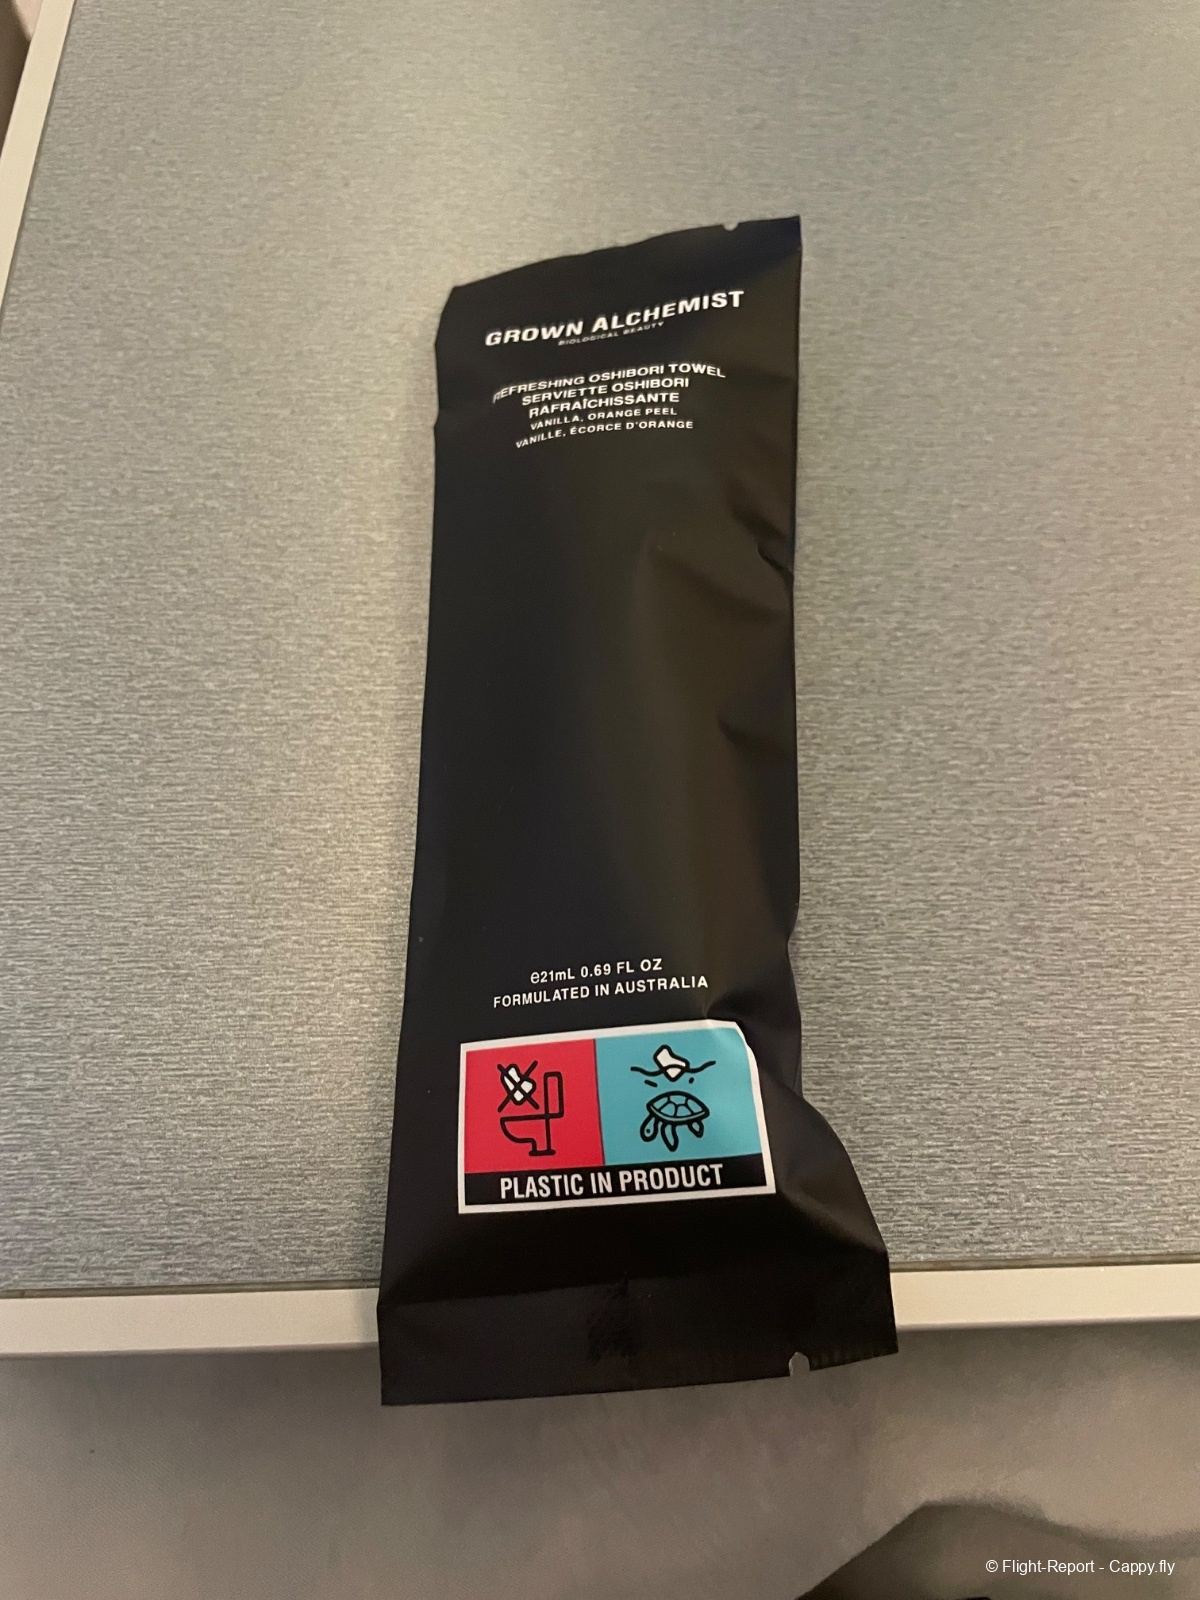 GROWN ALCHEMIST
BIOLOGICAL BEAUTY
REFRESHING OSHIBORI TOWEL
SERVIETTE OSHIBORI
RAFRAÎCHISSANTE
VANILLA, ORANGE PEEL
VANILLE, ÉCORCE D'ORANGE
℮21mL 0.69 FL OZ
FORMULATED IN AUSTRALIA
PLASTIC IN PRODUCT
© Flight-Report - Cappy.fly